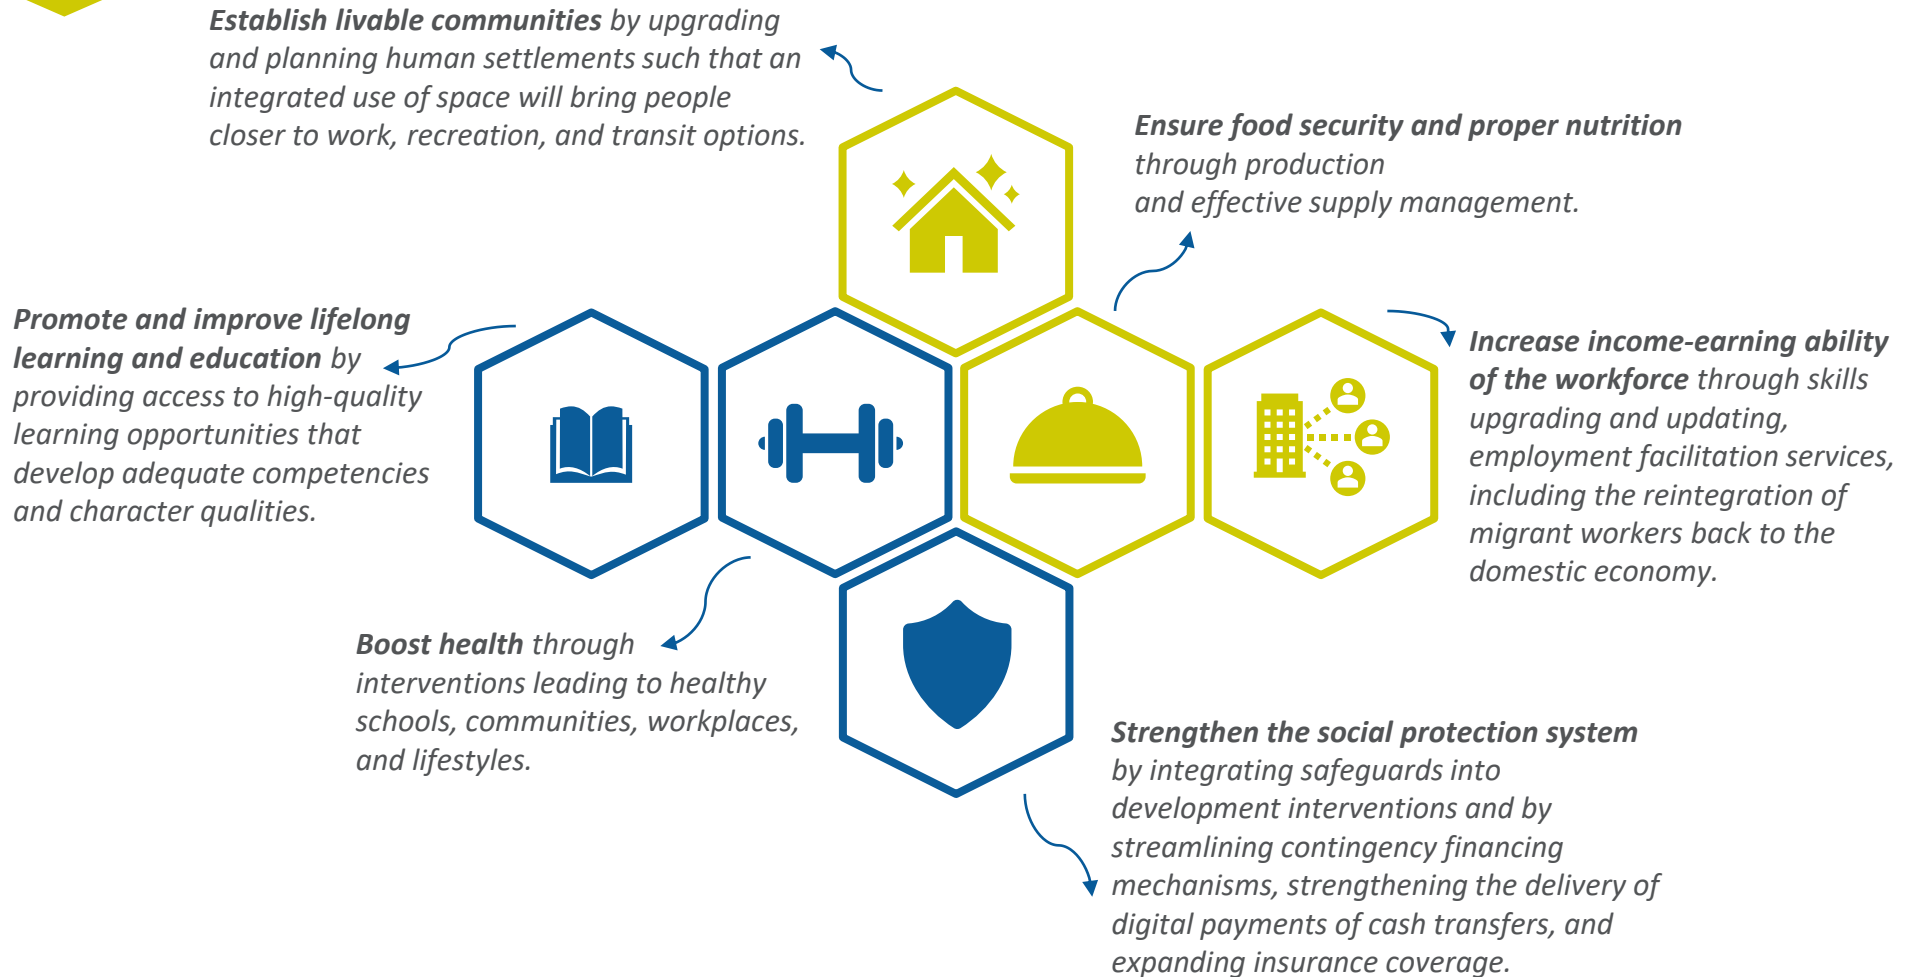 Establish livable communities by upgrading
and planning human settlements such that an
integrated use of space will bring people
closer to work, recreation, and transit options.
Ensure food security and proper nutrition
through production
and effective supply management.
Promote and improve lifelong
learning and education by
providing access to high-quality
learning opportunities that
develop adequate competencies
and character qualities.
Increase income-earning ability
of the workforce through skills
upgrading and updating,
employment facilitation services,
including the reintegration of
migrant workers back to the
domestic economy.
Boost health through
interventions leading to healthy
schools, communities, workplaces,
and lifestyles.
Strengthen the social protection system
by integrating safeguards into
development interventions and by
streamlining contingency financing
mechanisms, strengthening the delivery of
digital payments of cash transfers, and
expanding insurance coverage.